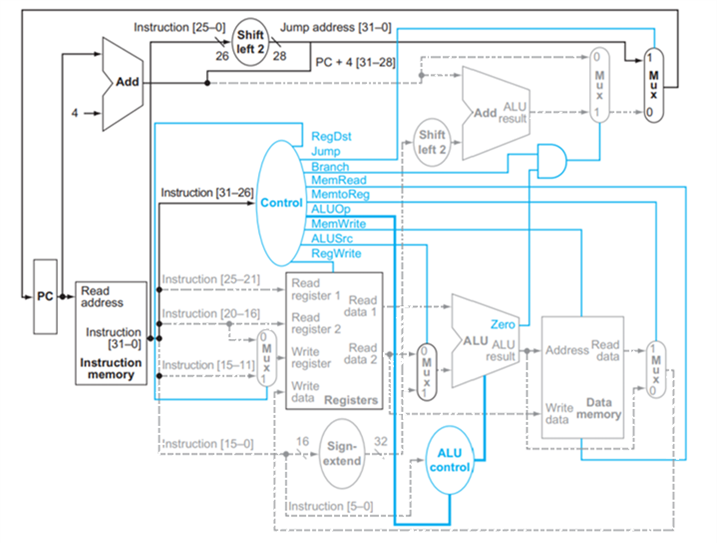 Instruction [25–0]
Jump address [31–0]
Shift
left 2
26
28
PC + 4 [31–28]
Add
4
0
M
u
x
1
1
M
u
x
0
Add
ALU
result
Shift
left 2
RegDst
Jump
Branch
MemRead
MemtoReg
ALUOp
MemWrite
ALUSrc
RegWrite
Control
Instruction [31–26]
PC
Read
address
Instruction
[31–0]
Instruction
memory
Instruction [25–21]
Instruction [20–16]
Instruction [15–11]
0
M
u
x
1
Read
register 1
Read
register 2
Write
register
Write
data
Read
data 1
Read
data 2
Registers
0
M
u
x
1
Zero
ALU
ALU
result
Address
Read
data
Write
data
Data
memory
1
M
u
x
0
Instruction [15–0]
16
Sign-
extend
32
ALU
control
Instruction [5–0]